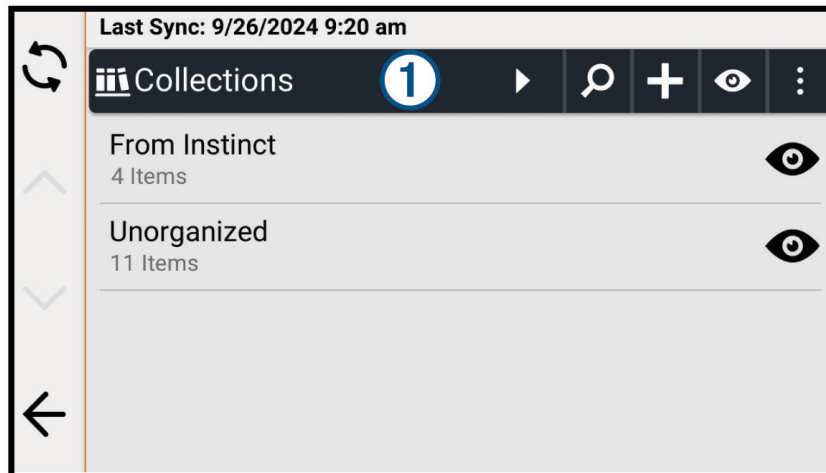 Last Sync: 9/26/2024 9:20 am
Collections 1
From Instinct
4 Items
Unorganized
11 Items